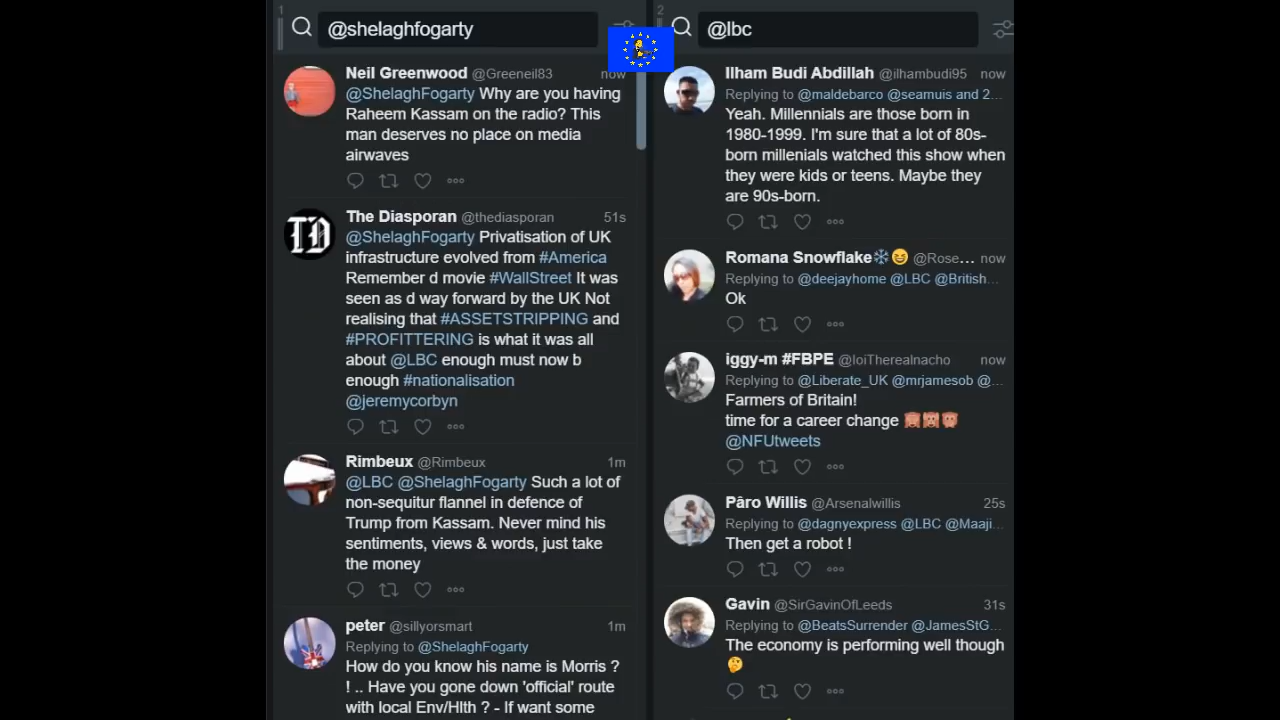 1
@shelaghfogarty
Neil Greenwood @Greeneil83 now
@ShelaghFogarty Why are you having
Raheem Kassam on the radio? This
man deserves no place on media
airwaves
The Diasporan @thediasporan 51s
@ShelaghFogarty Privatisation of UK
infrastructure evolved from #America
Remember d movie #WallStreet It was
seen as d way forward by the UK Not
realising that #ASSETSTRIPPING and
#PROFITTERING is what it was all
about @LBC enough must now b
enough #nationalisation
@jeremycorbyn
Rimbeux @Rimbeux 1m
@LBC @ShelaghFogarty Such a lot of
non-sequitur flannel in defence of
Trump from Kassam. Never mind his
sentiments, views & words, just take
the money
peter @sillyorsmart 1m
Replying to @ShelaghFogarty
How do you know his name is Morris ?
! .. Have you gone down 'official' route
with local Env/Hlth ? - If want some
2
@lbc
Ilham Budi Abdillah @ilhambudi95 now
Replying to @maldebarco @seamuis and 2...
Yeah. Millennials are those born in
1980-1999. I'm sure that a lot of 80s-
born millenials watched this show when
they were kids or teens. Maybe they
are 90s-born.
Romana Snowflake❄😆 @Rose... now
Replying to @deejayhome @LBC @British...
Ok
iggy-m #FBPE @IoiTherealnacho now
Replying to @Liberate_UK @mrjamesob @...
Farmers of Britain!
time for a career change 🙈🙈🙈
@NFUtweets
Pâro Willis @Arsenalwillis 25s
Replying to @dagnyexpress @LBC @Maaji...
Then get a robot !
Gavin @SirGavinOfLeeds 31s
Replying to @BeatsSurrender @JamesStG...
The economy is performing well though
🤔